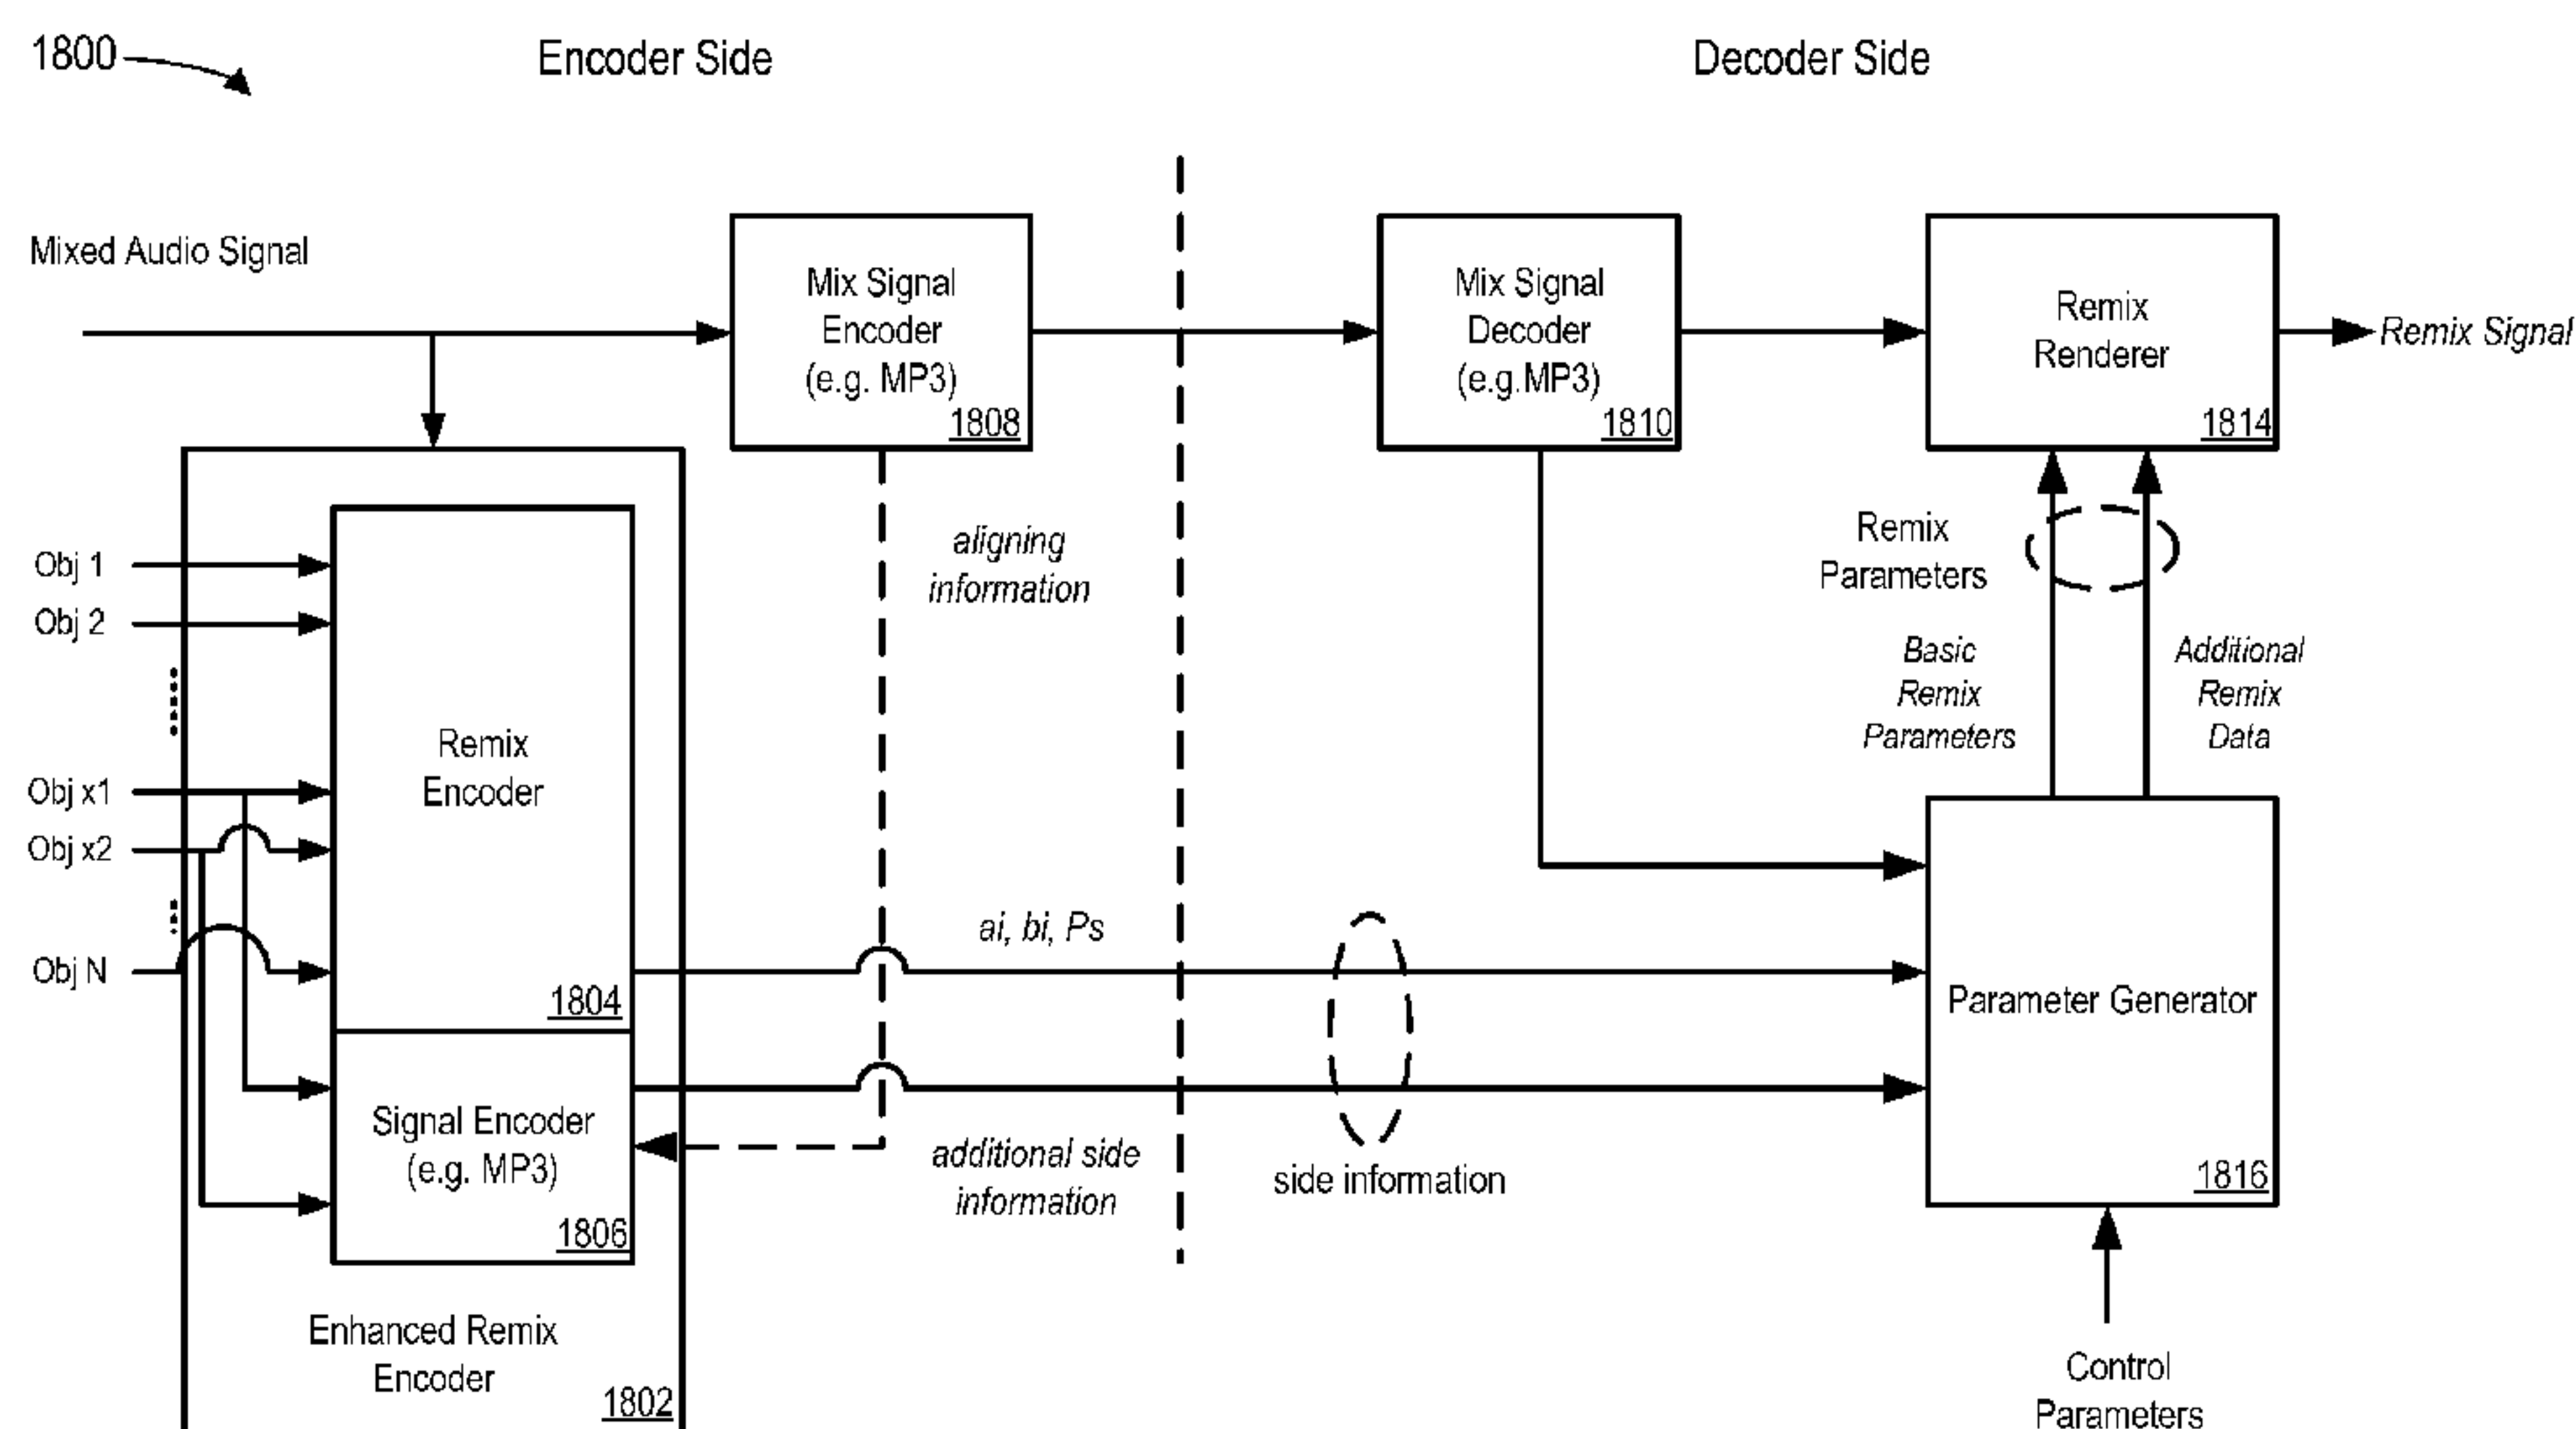 1800
Encoder Side
Decoder Side
Mixed Audio Signal
Mix Signal
Encoder
(e.g. MP3)
1808
Mix Signal
Decoder
(e.g.MP3)
1810
Remix
Renderer
1814
Remix Signal
aligning
information
Remix
Parameters
Basic
Remix
Parameters
Additional
Remix
Data
Obj 1
Obj 2
Obj x1
Obj x2
Obj N
Remix
Encoder
1804
ai, bi, Ps
Signal Encoder
(e.g. MP3)
1806
additional side
information
side information
Parameter Generator
1816
Enhanced Remix
Encoder
1802
Control
Parameters